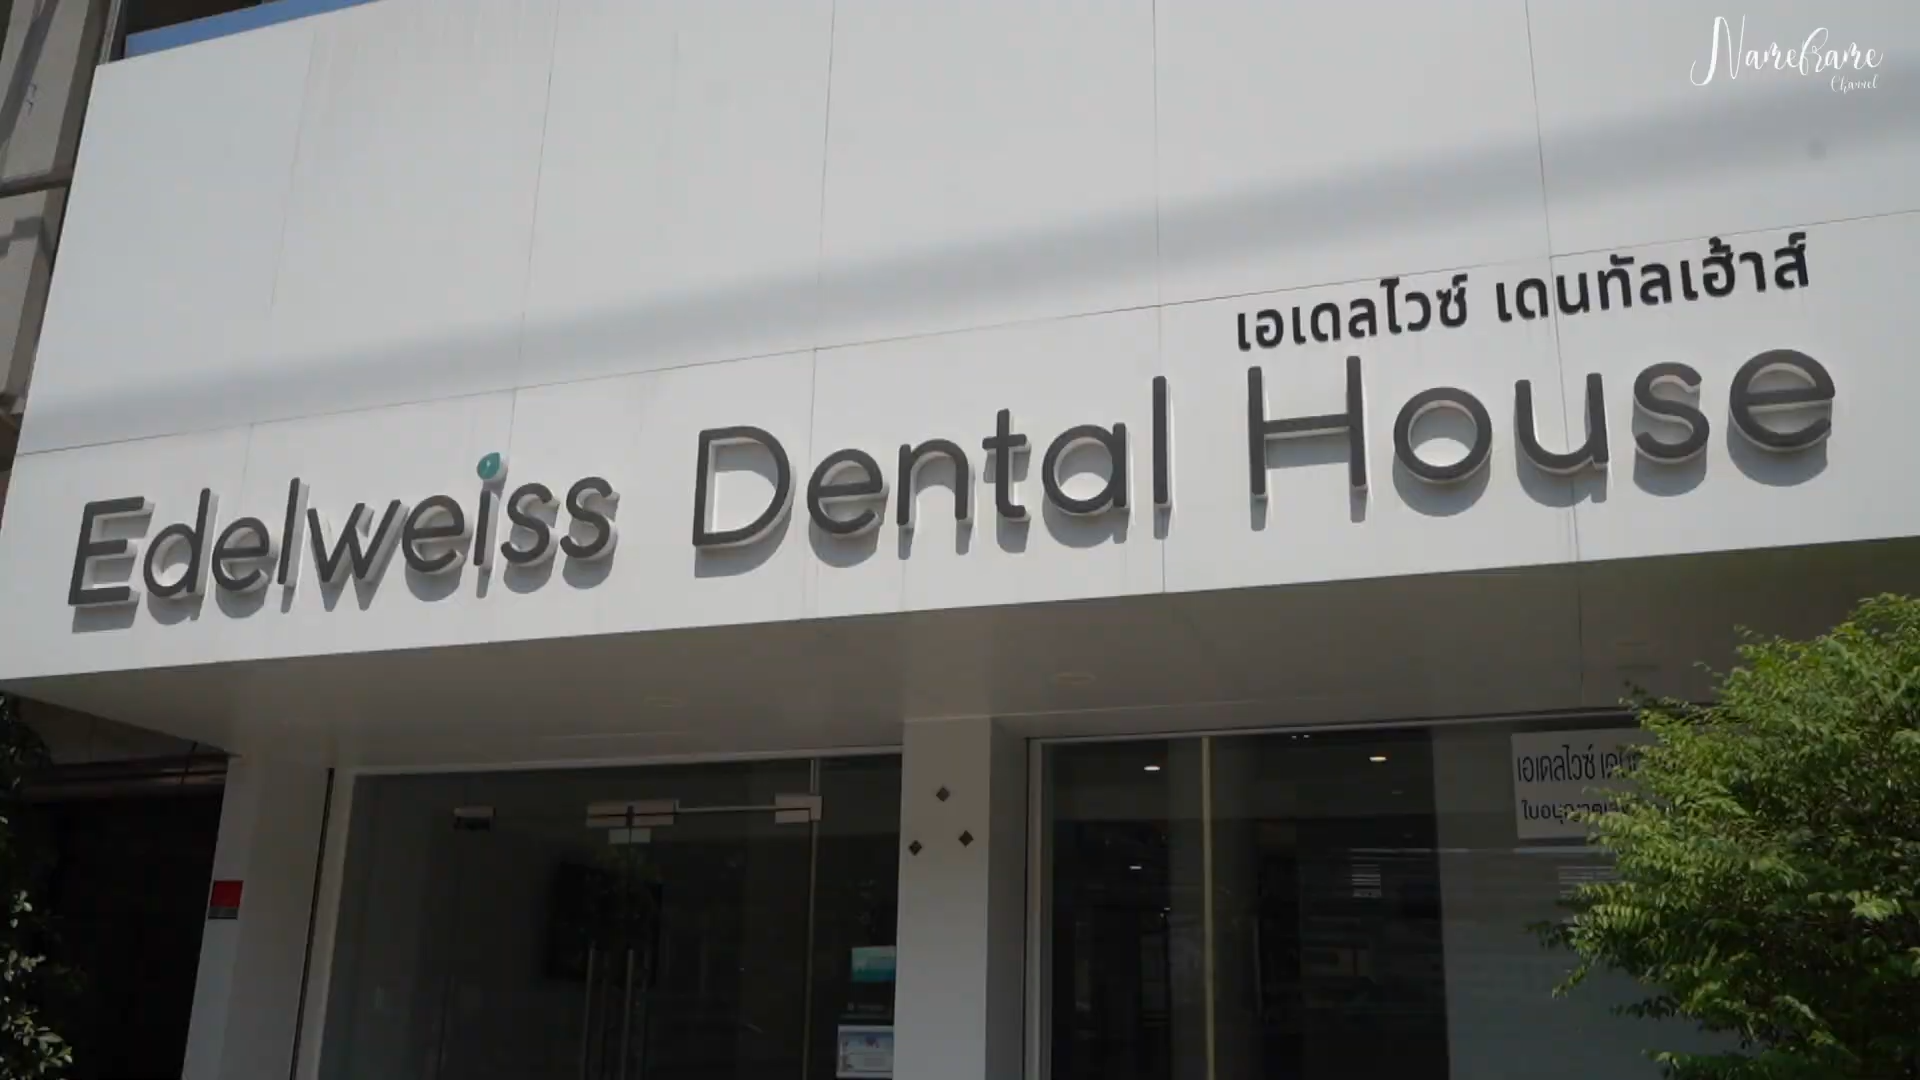 Nameframe
Channel
เอเดลไวซ์ เดนทัลเฮ้าส์
Edelweiss Dental House
เอเดลไวซ์